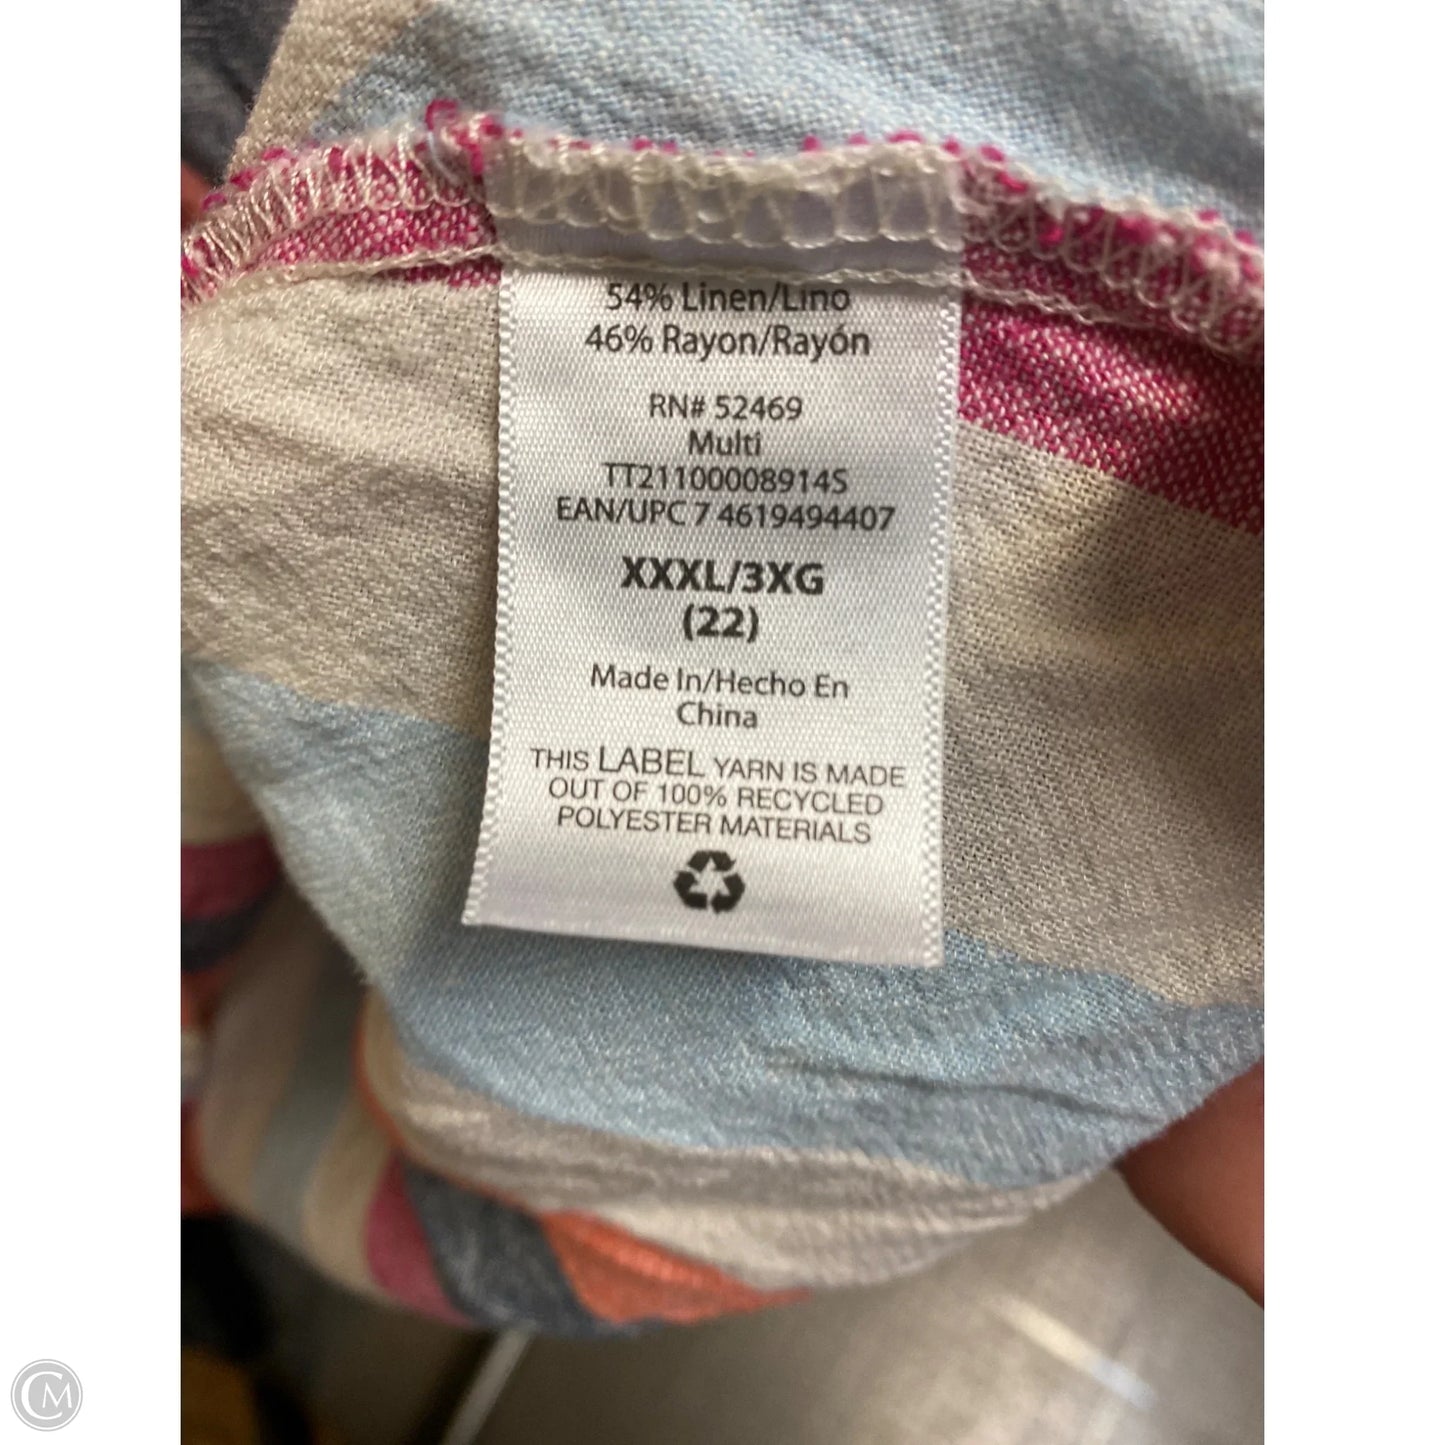 54% Linen/Lino
46% Rayon/Rayón
RN# 52469
Multi
TT21100008914S
EAN/UPC 7 4619494407
XXXL/3XG
(22)
Made In/Hecho En
China
THIS LABEL YARN IS MADE
OUT OF 100% RECYCLED
POLYESTER MATERIALS
CM